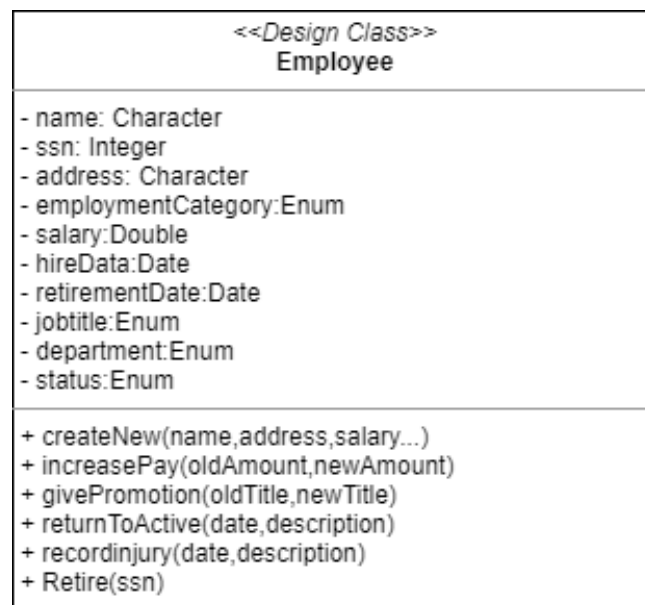 <<Design Class>>
Employee
- name: Character
- ssn: Integer
- address: Character
- employmentCategory:Enum
- salary:Double
- hireData:Date
- retirementDate:Date
- jobtitle:Enum
- department:Enum
- status:Enum
+ createNew(name,address,salary...)
+ increasePay(oldAmount,newAmount)
+ givePromotion(oldTitle,newTitle)
+ returnToActive(date,description)
+ recordinjury(date,description)
+ Retire(ssn)